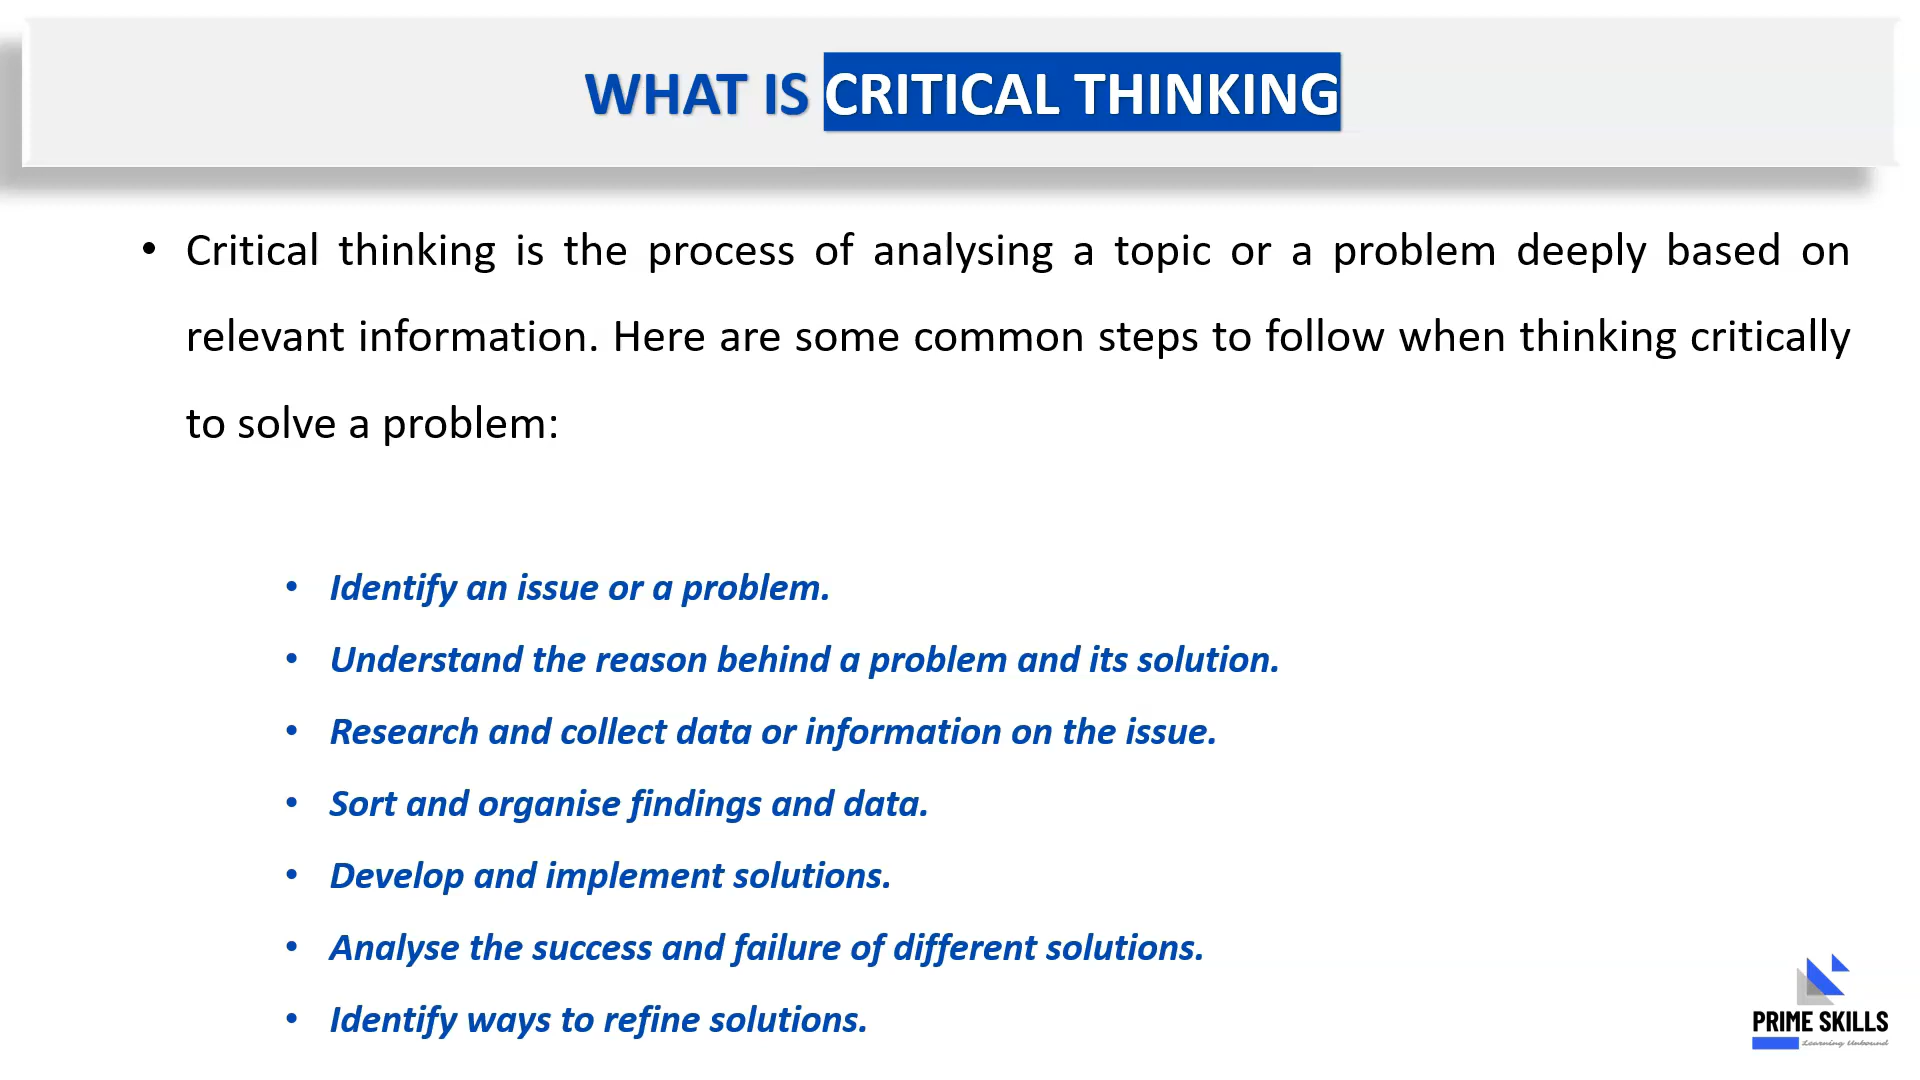 WHAT IS CRITICAL THINKING
• Critical thinking is the process of analysing a topic or a problem deeply based on
relevant information. Here are some common steps to follow when thinking critically
to solve a problem:
• Identify an issue or a problem.
• Understand the reason behind a problem and its solution.
• Research and collect data or information on the issue.
• Sort and organise findings and data.
• Develop and implement solutions.
• Analyse the success and failure of different solutions.
• Identify ways to refine solutions.
PRIME SKILLS
Learning Unbound